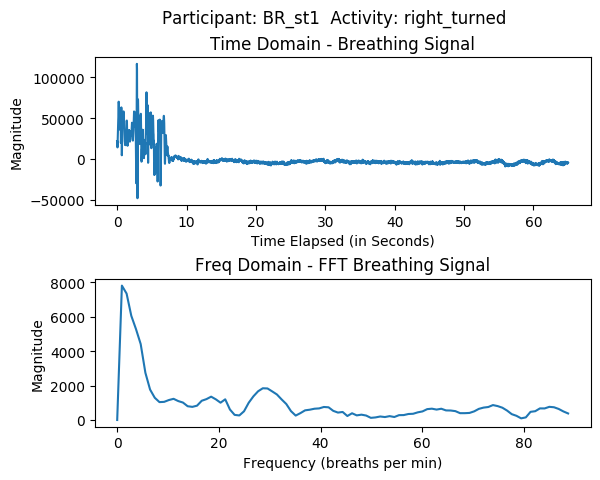 Participant: BR_st1  Activity: right_turned
Time Domain - Breathing Signal
100000
50000
0
−50000
Magnitude
0 10 20 30 40 50 60
Time Elapsed (in Seconds)
Freq Domain - FFT Breathing Signal
8000
6000
4000
2000
0
Magnitude
0 20 40 60 80
Frequency (breaths per min)